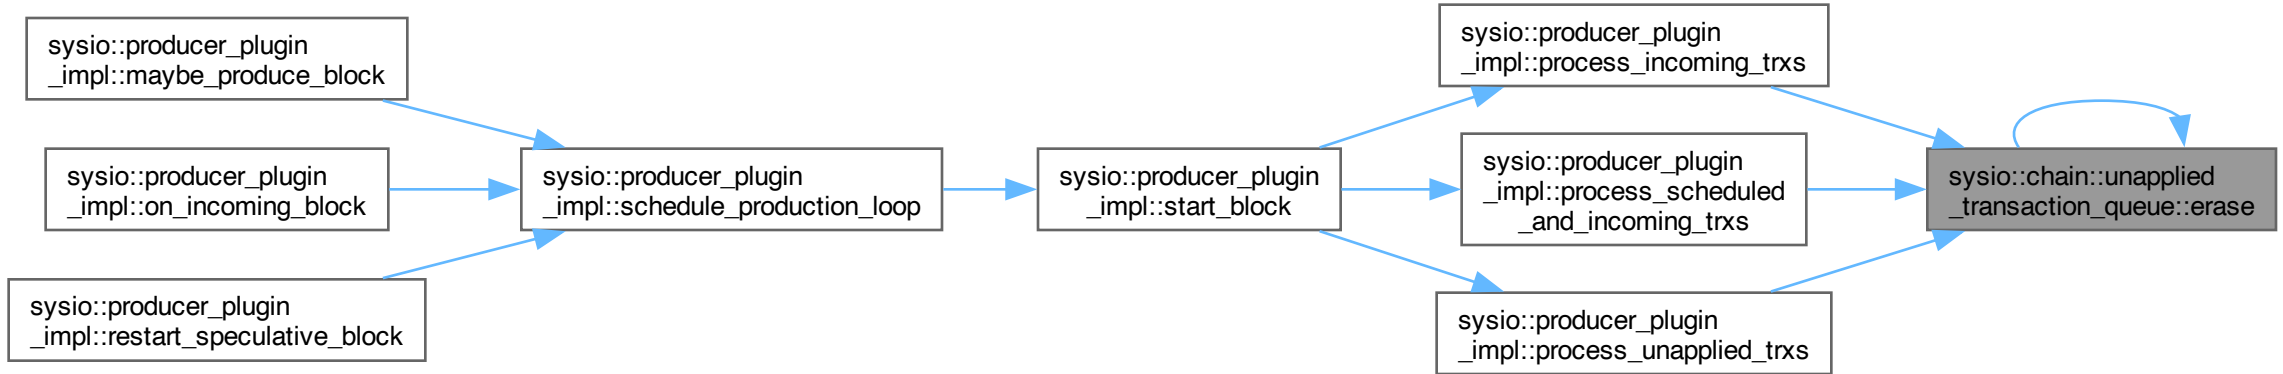 sysio::producer_plugin
_impl::maybe_produce_block
sysio::producer_plugin
_impl::on_incoming_block
sysio::producer_plugin
_impl::restart_speculative_block
sysio::producer_plugin
_impl::schedule_production_loop
sysio::producer_plugin
_impl::start_block
sysio::producer_plugin
_impl::process_incoming_trxs
sysio::producer_plugin
_impl::process_scheduled
_and_incoming_trxs
sysio::producer_plugin
_impl::process_unapplied_trxs
sysio::chain::unapplied
_transaction_queue::erase